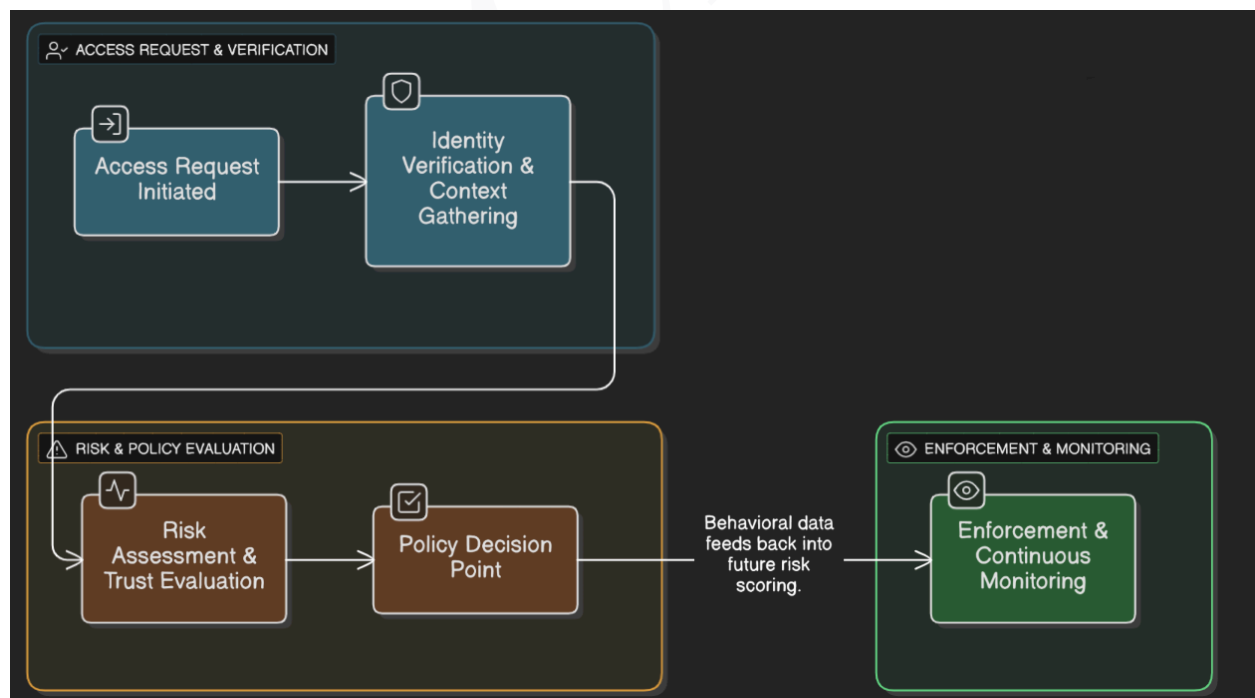 ACCESS REQUEST & VERIFICATION
Access Request
Initiated
Identity
Verification &
Context
Gathering
RISK & POLICY EVALUATION
Risk
Assessment &
Trust Evaluation
Policy Decision
Point
Behavioral data
feeds back into
future risk
scoring.
ENFORCEMENT & MONITORING
Enforcement &
Continuous
Monitoring